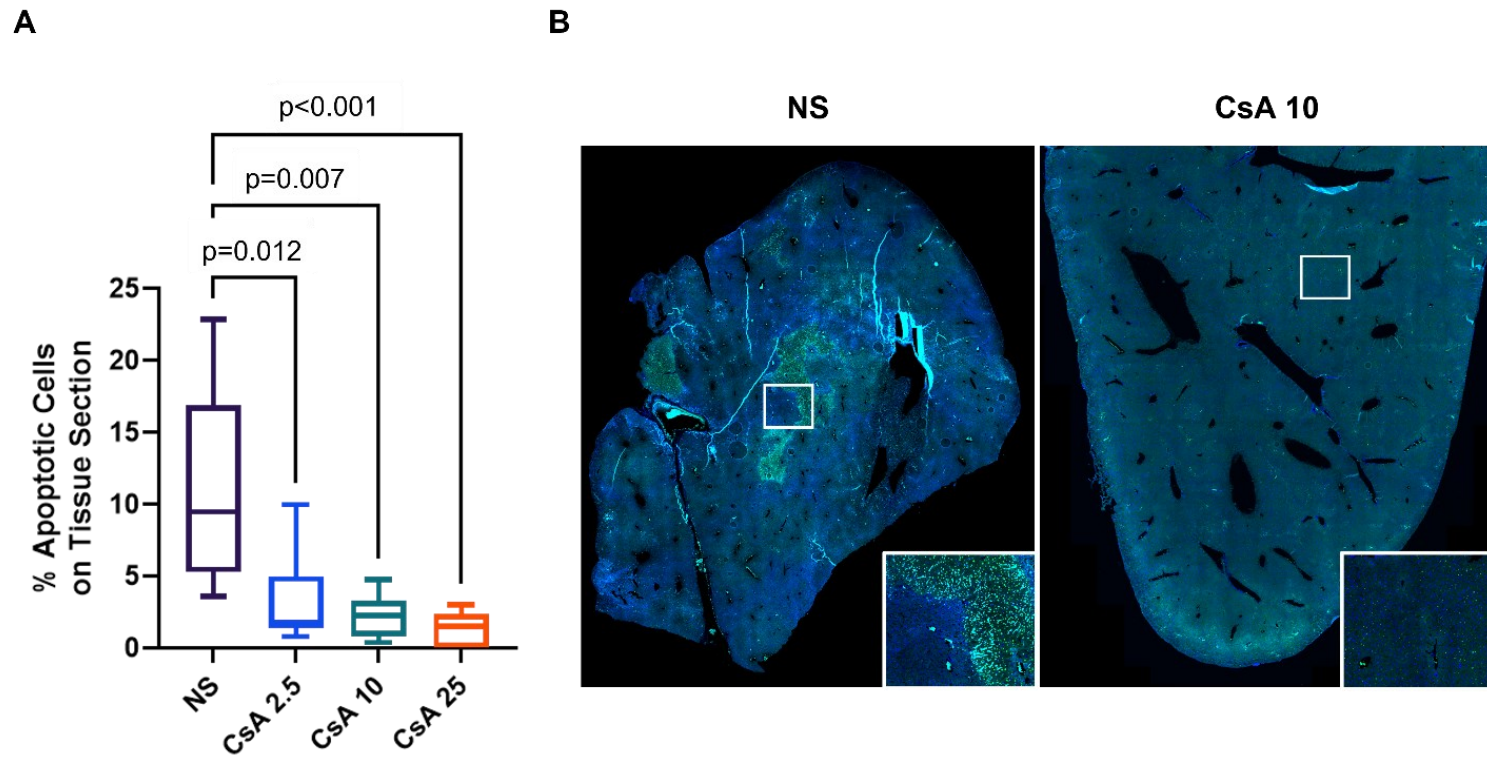 A
B
NS
CsA 10
p<0.001
p=0.007
p=0.012
% Apoptotic Cells
on Tissue Section
25
20
15
10
5
0
NS
CsA 2.5
CsA 10
CsA 25